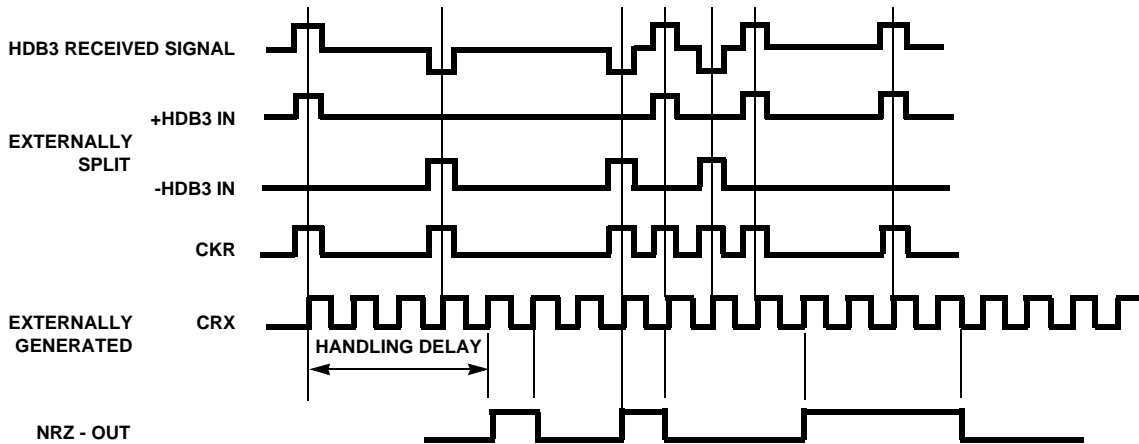 HDB3 RECEIVED SIGNAL
+HDB3 IN
EXTERNALLY
SPLIT
-HDB3 IN
CKR
EXTERNALLY
GENERATED
CRX
HANDLING DELAY
NRZ - OUT